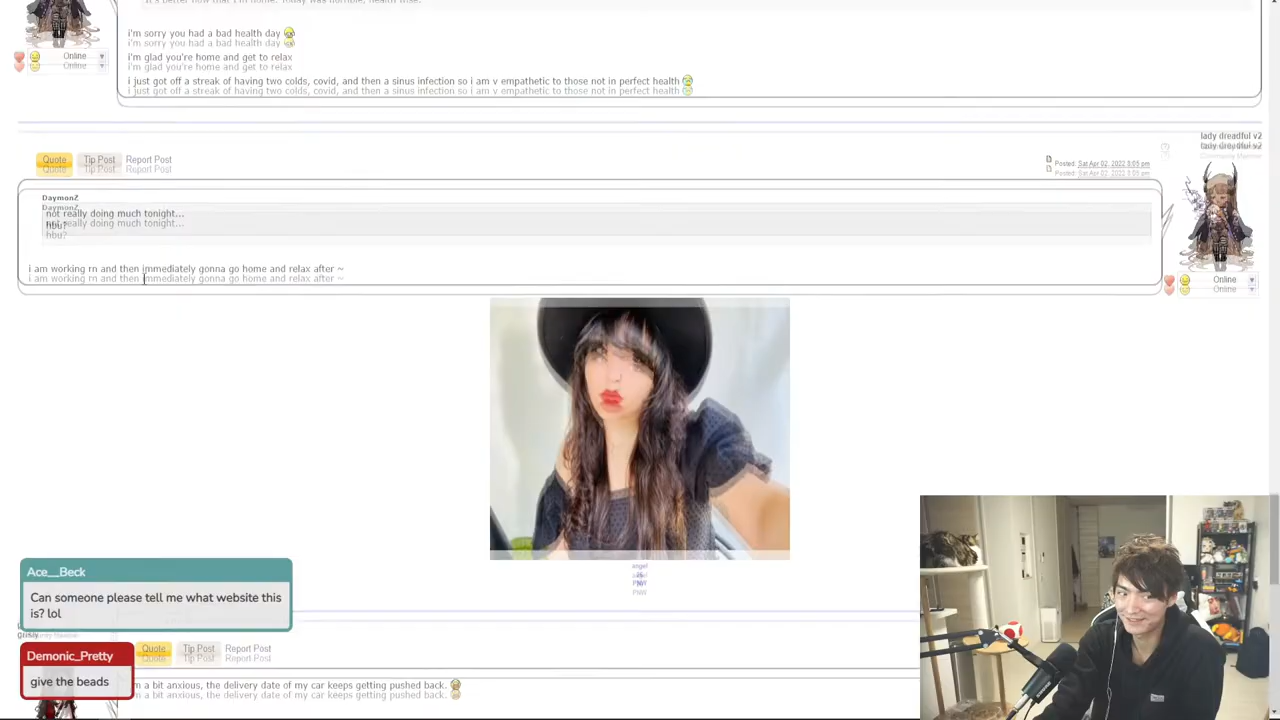 i'm sorry you had a bad health day
i'm glad you're home and get to relax
i just got off a streak of having two colds, covid, and then a sinus infection so i am v empathetic to those not in perfect health
Online
lady dreadful v2
Quote Tip Post Report Post
Posted: Sat Apr 02, 2022 8:05 pm
DaymonZ
not really doing much tonight...
hbu?
i am working rn and then immediately gonna go home and relax after ~
Online
angel
PNW
Ace__Beck
Can someone please tell me what website this
is? lol
Quote Tip Post Report Post
Demonic_Pretty
give the beads
a bit anxious, the delivery date of my car keeps getting pushed back.